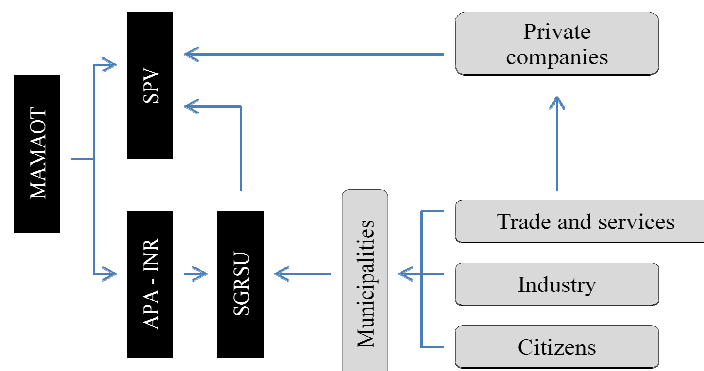 MAMAOT
SPV
APA - INR
SGRSU
Municipalities
Private
companies
Trade and services
Industry
Citizens